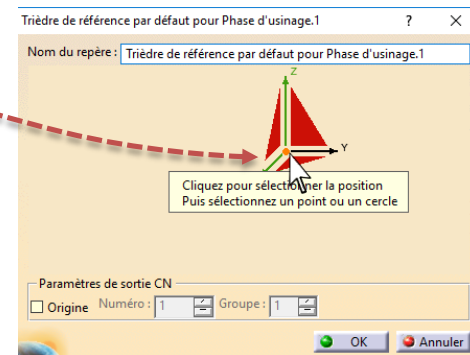 Trièdre de référence par défaut pour Phase d'usinage.1 ? X
Nom du repère : Trièdre de référence par défaut pour Phase d'usinage.1
Z
Y
Cliquez pour sélectionner la position
Puis sélectionnez un point ou un cercle
Paramètres de sortie CN
Origine Numéro : 1 Groupe : 1
OK Annuler